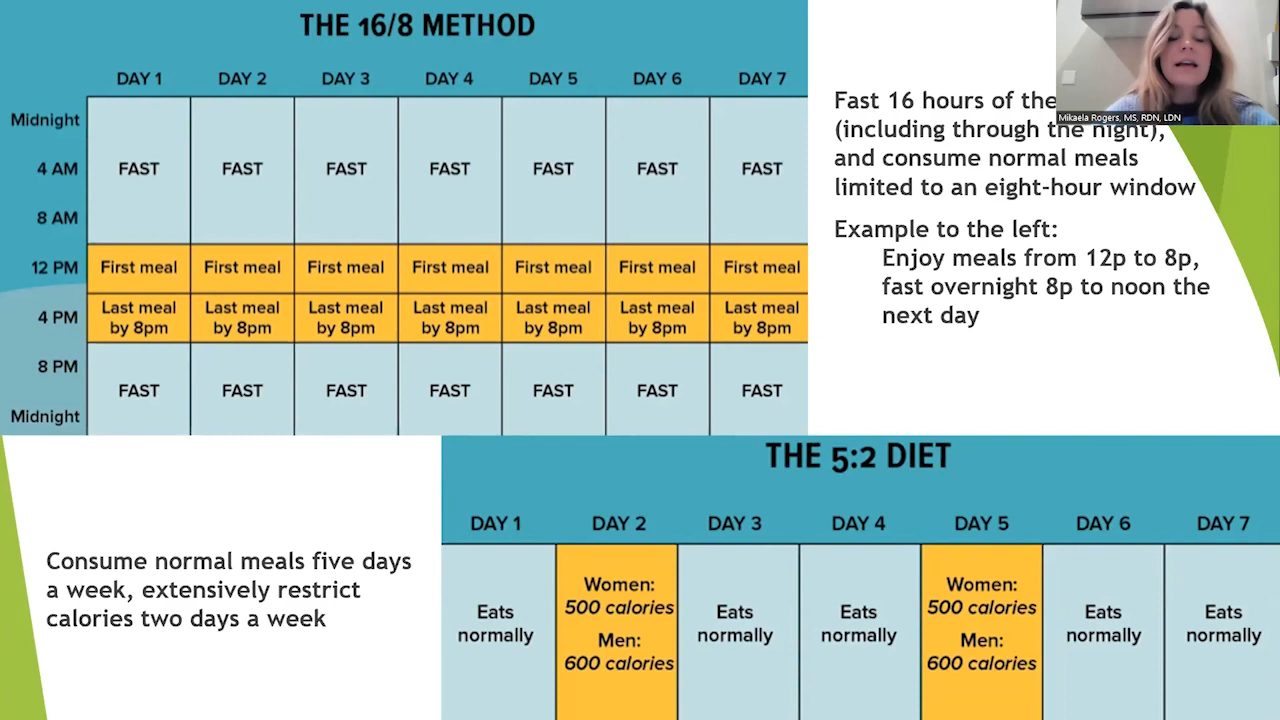 THE 16/8 METHOD
DAY 1 DAY 2 DAY 3 DAY 4 DAY 5 DAY 6 DAY 7
Midnight
4 AM FAST FAST FAST FAST FAST FAST FAST
8 AM
12 PM First meal First meal First meal First meal First meal First meal First meal
Last meal Last meal Last meal Last meal Last meal Last meal Last meal
4 PM
by 8pm by 8pm by 8pm by 8pm by 8pm by 8pm by 8pm
8 PM
FAST FAST FAST FAST FAST FAST FAST
Midnight
Fast 16 hours of the
(including through the night),
and consume normal meals
limited to an eight-hour window
Example to the left:
Enjoy meals from 12p to 8p,
fast overnight 8p to noon the
next day
Mikaela Rogers, MS, RDN, LDN
Consume normal meals five days
a week, extensively restrict
calories two days a week
THE 5:2 DIET
DAY 1 DAY 2 DAY 3 DAY 4 DAY 5 DAY 6 DAY 7
Eats normally
Women:
500 calories
Men:
600 calories
Eats normally
Eats normally
Women:
500 calories
Men:
600 calories
Eats normally
Eats normally